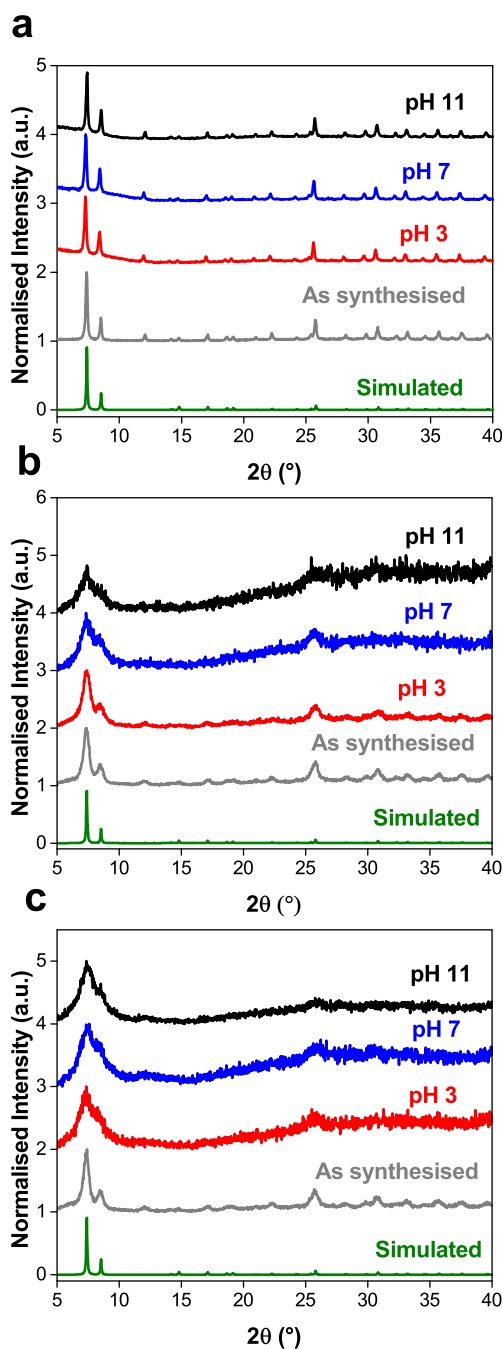 a
5
4
3
2
1
0
Normalised Intensity (a.u.)
pH 11
pH 7
pH 3
As synthesised
Simulated
5 10 15 20 25 30 35 40
2θ (°)
b
6
5
4
3
2
1
0
Normalised Intensity (a.u.)
pH 11
pH 7
pH 3
As synthesised
Simulated
5 10 15 20 25 30 35 40
2θ (°)
c
5
4
3
2
1
0
Normalised Intensity (a.u.)
pH 11
pH 7
pH 3
As synthesised
Simulated
5 10 15 20 25 30 35 40
2θ (°)